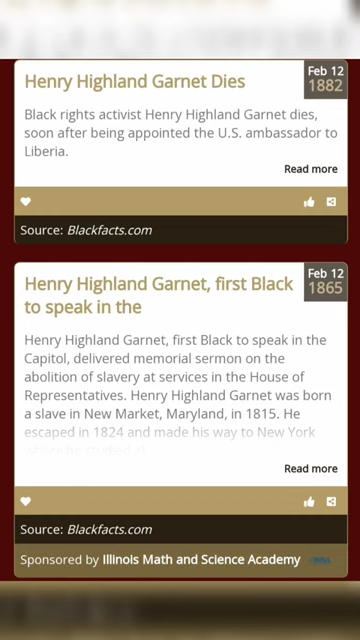 Henry Highland Garnet Dies
Feb 12
1882
Black rights activist Henry Highland Garnet dies,
soon after being appointed the U.S. ambassador to
Liberia.
Read more
Source: Blackfacts.com
Henry Highland Garnet, first Black
to speak in the
Feb 12
1865
Henry Highland Garnet, first Black to speak in the
Capitol, delivered memorial sermon on the
abolition of slavery at services in the House of
Representatives. Henry Highland Garnet was born
a slave in New Market, Maryland, in 1815. He
escaped in 1824 and made his way to New York
where he studied
Read more
Source: Blackfacts.com
Sponsored by Illinois Math and Science Academy